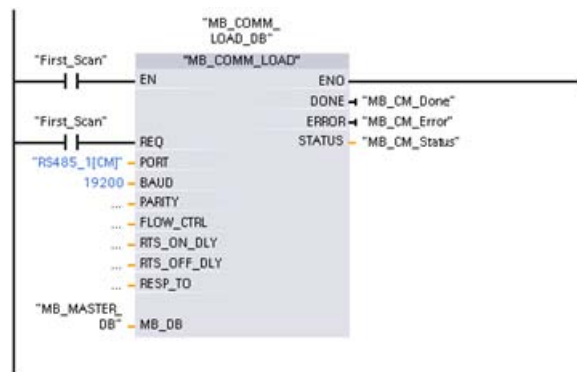 "MB_COMM_
LOAD_DB"
"First_Scan"
"MB_COMM_LOAD"
EN
ENO
DONE
"MB_CM_Done"
"First_Scan"
ERROR
"MB_CM_Error"
REQ
STATUS
"MB_CM_Status"
"RS485_1[CM]"
PORT
19200
BAUD
...
PARITY
...
FLOW_CTRL
...
RTS_ON_DLY
...
RTS_OFF_DLY
...
RESP_TO
"MB_MASTER_
DB"
MB_DB